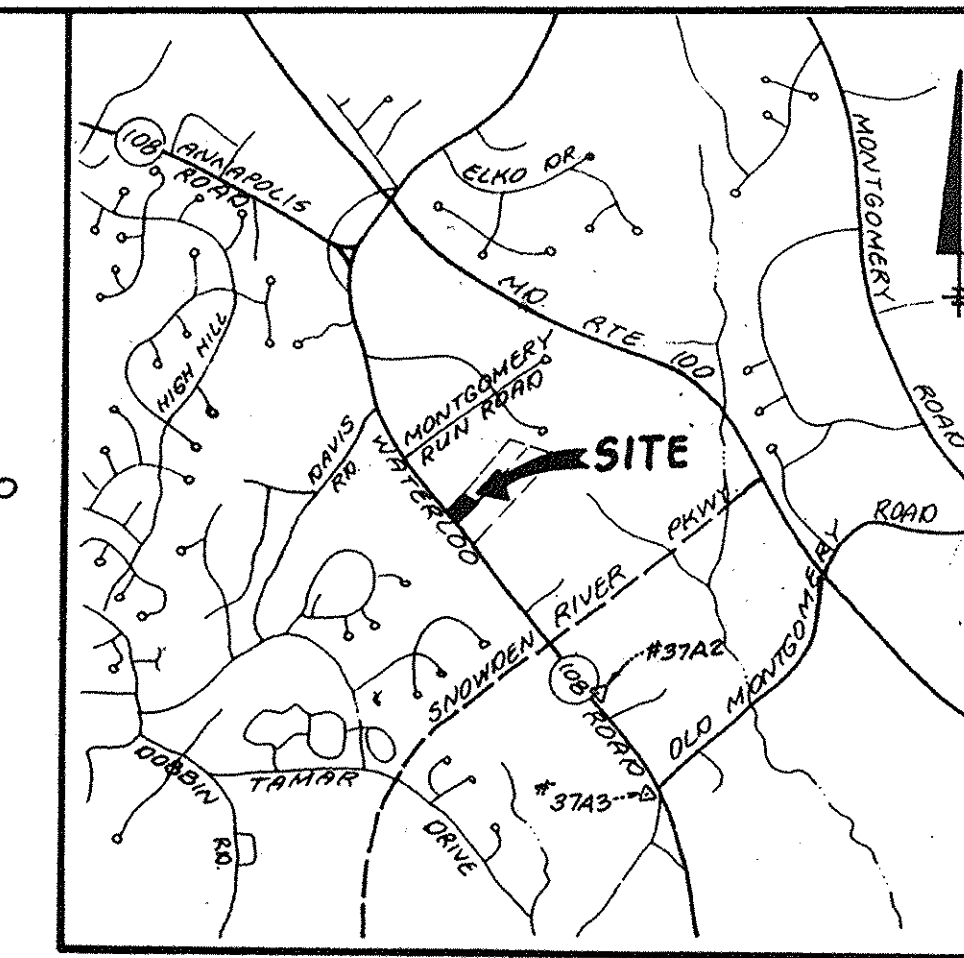 108
ANNAPOLIS
ROAD
ELKO DR
MONTGOMERY
ROAD
MD. RTE 100
HIGH HILL
MONTGOMERY
RUN ROAD
DAVIS
RD.
WATERLOO
SITE
SNOWDEN RIVER PKWY.
ROAD
OLD MONTGOMERY
#37A2
108
ROAD
#37A3
DOBBIN
RD.
TAMAR
DRIVE